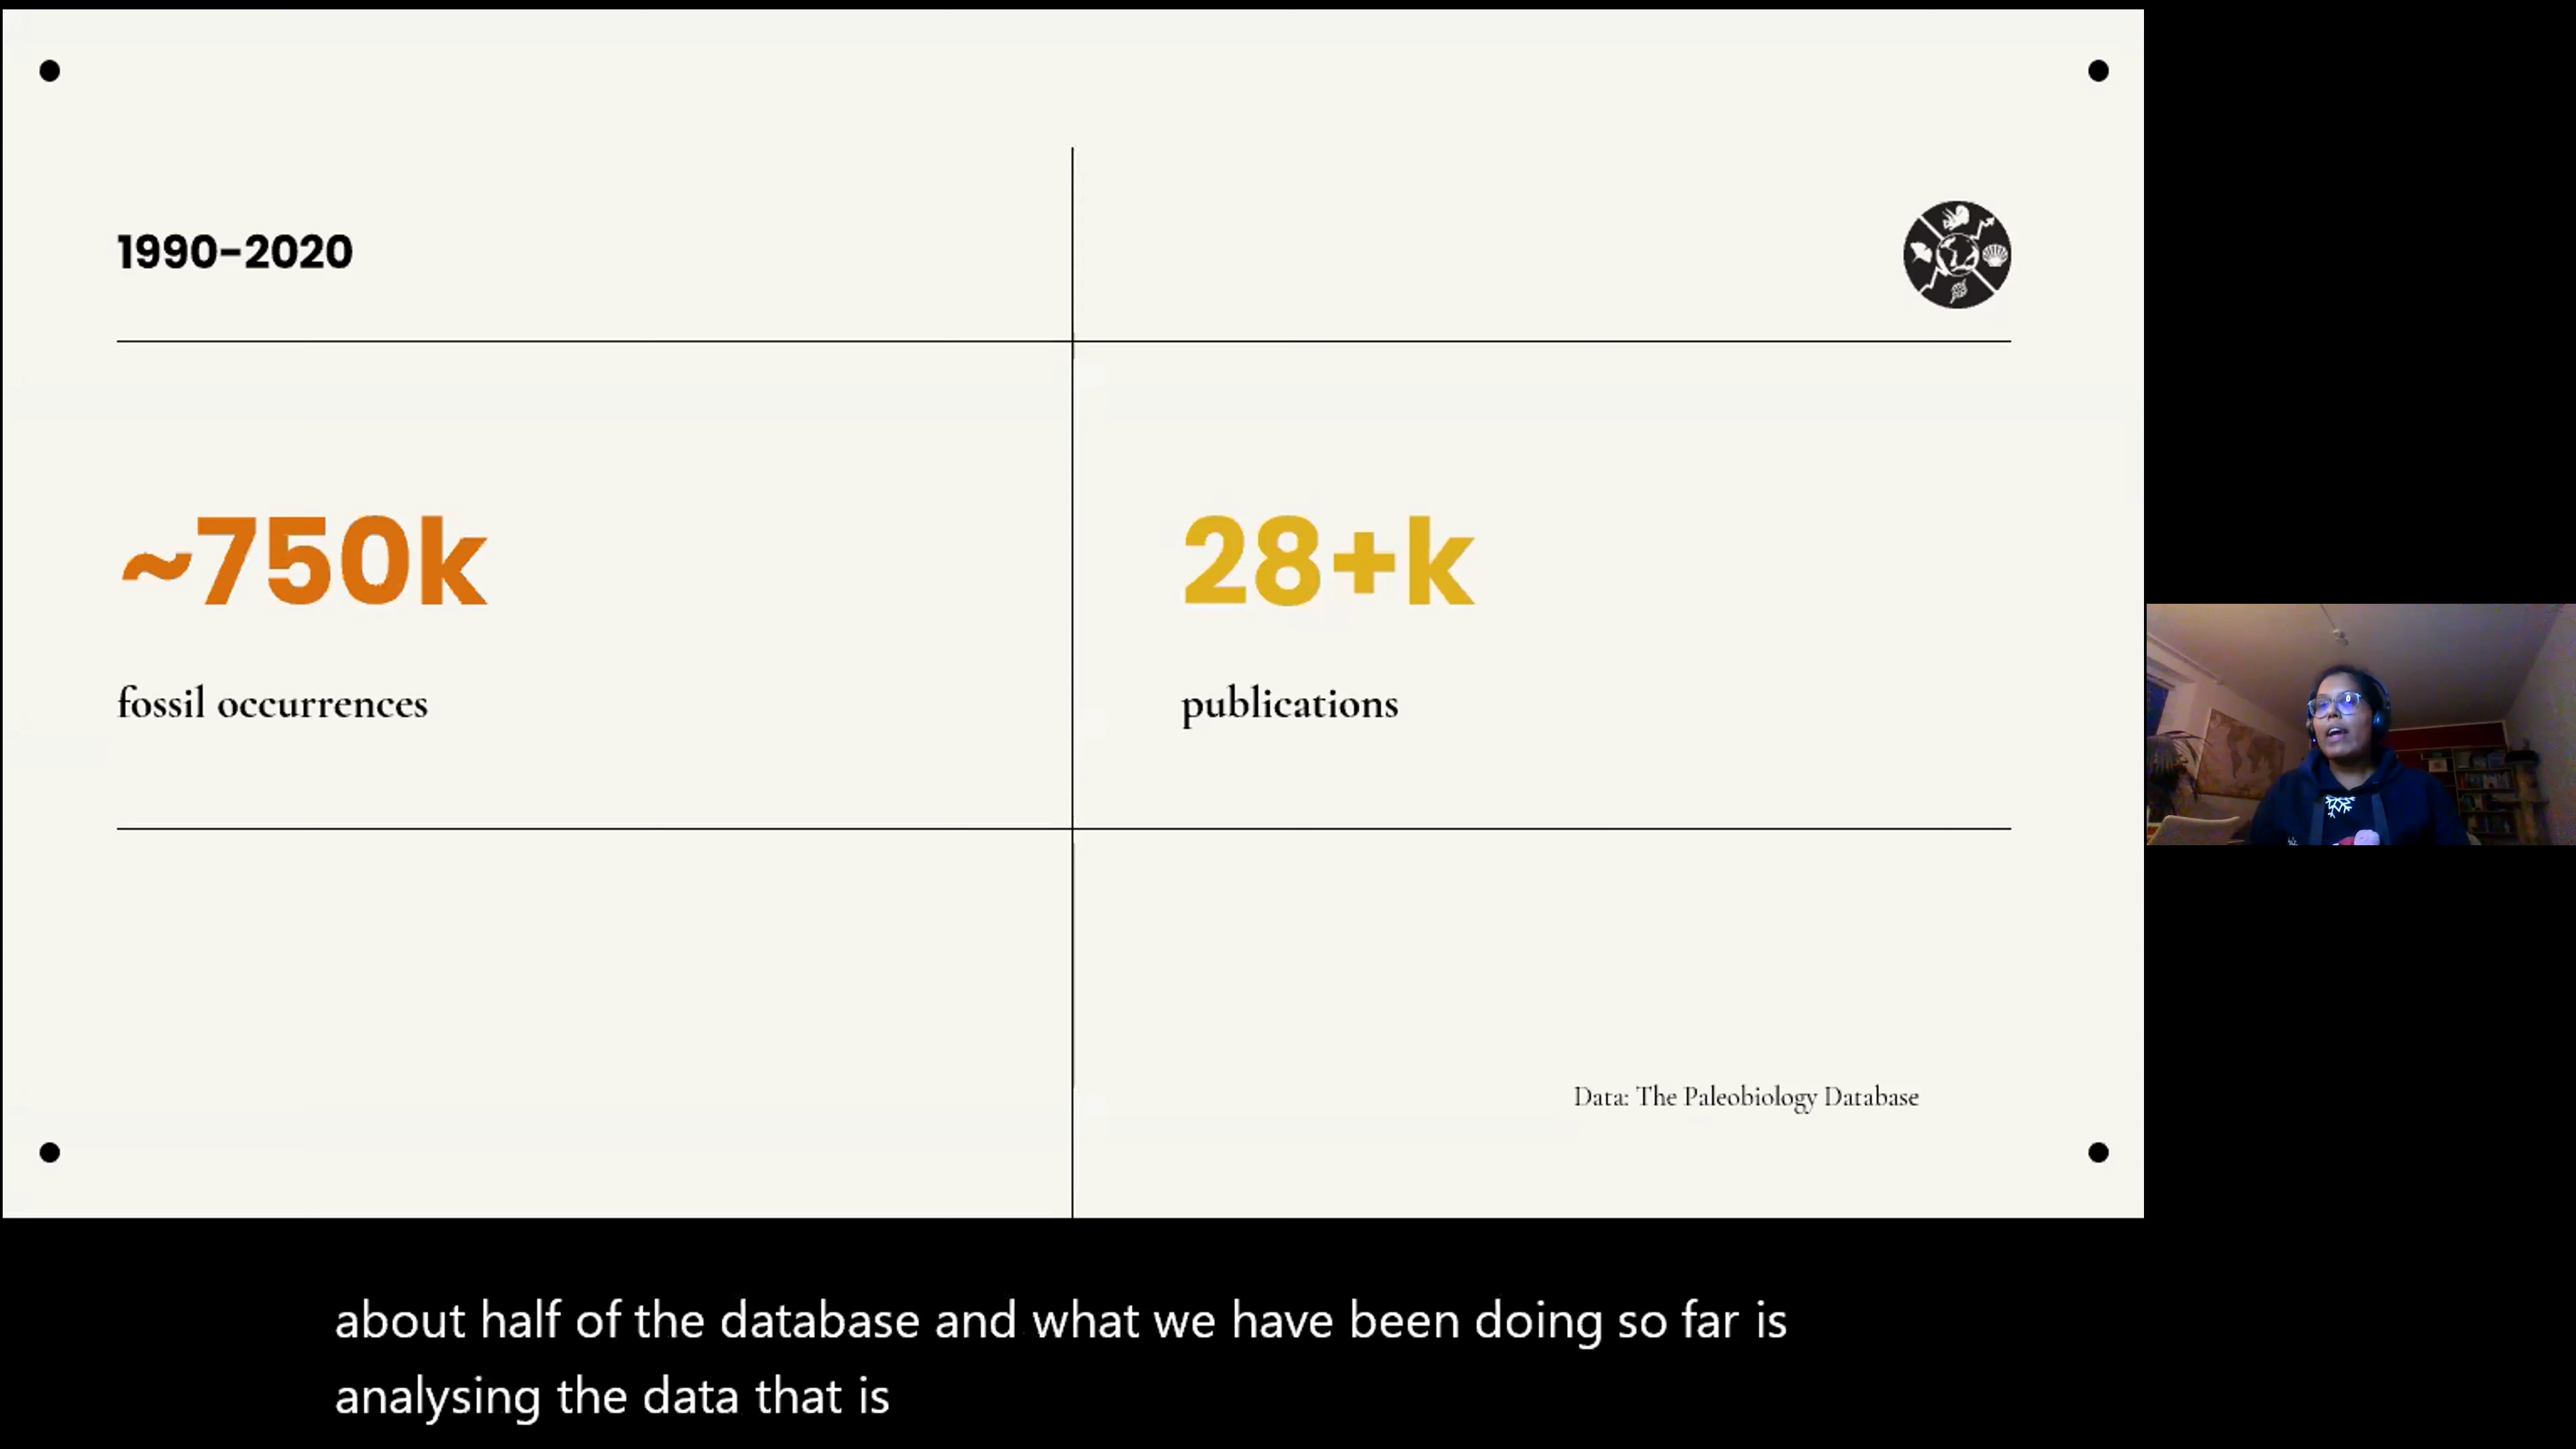 1990-2020
~750k
28+k
fossil occurrences
publications
Data: The Paleobiology Database
about half of the database and what we have been doing so far is
analysing the data that is